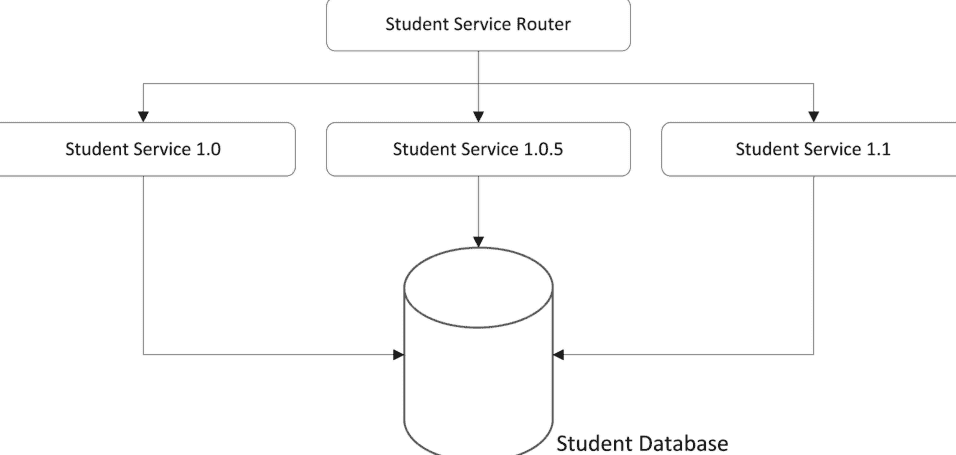 Student Service Router
Student Service 1.0
Student Service 1.0.5
Student Service 1.1
Student Database